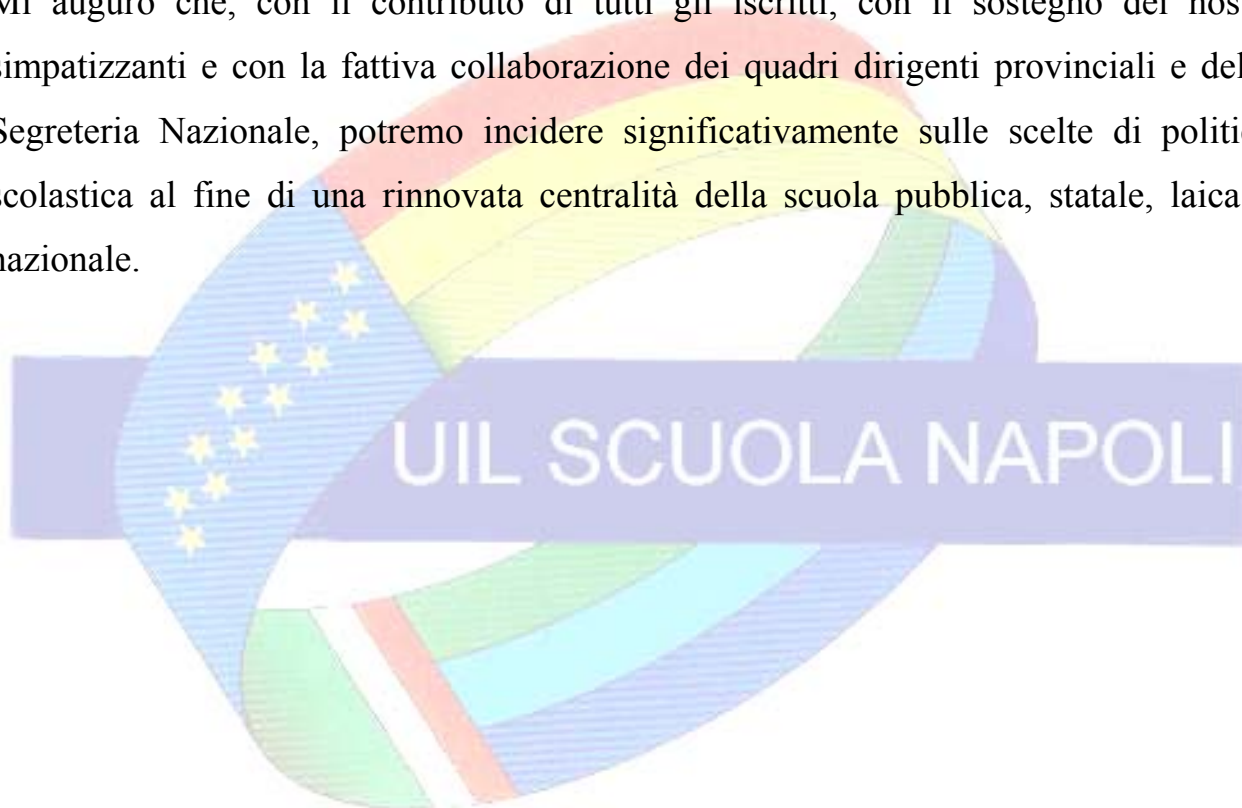 Mi auguro che, con il contributo di tutti gli iscritti, con il sostegno dei nos
simpatizzanti e con la fattiva collaborazione dei quadri dirigenti provinciali e del
Segreteria Nazionale, potremo incidere significativamente sulle scelte di politi
scolastica al fine di una rinnovata centralità della scuola pubblica, statale, laica
nazionale.
UIL SCUOLA NAPOLI